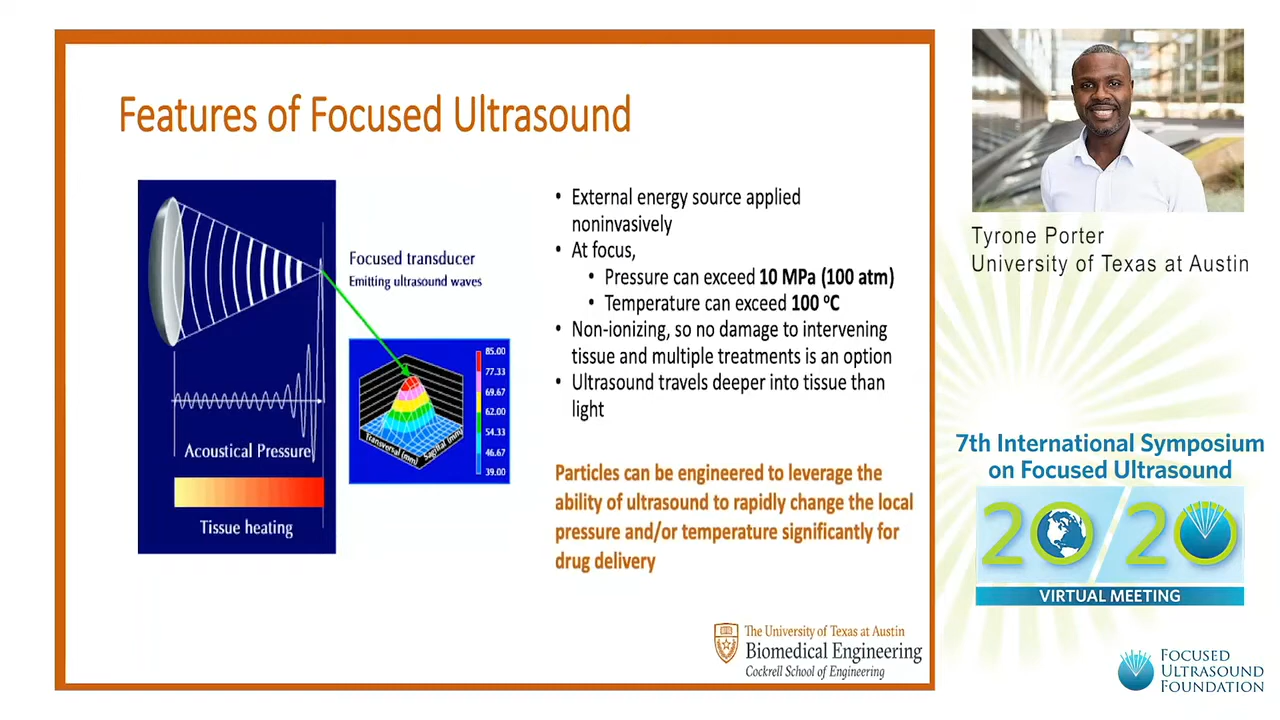 Features of Focused Ultrasound
Focused transducer
Emitting ultrasound waves
Acoustical Pressure
Tissue heating
85.00
77.33
69.67
62.00
54.33
46.67
39.00
Transversal (mm)
Sagittal (mm)
• External energy source applied
noninvasively
• At focus,
• Pressure can exceed 10 MPa (100 atm)
• Temperature can exceed 100 °C
• Non-ionizing, so no damage to intervening
tissue and multiple treatments is an option
• Ultrasound travels deeper into tissue than
light
Particles can be engineered to leverage the
ability of ultrasound to rapidly change the local
pressure and/or temperature significantly for
drug delivery
The University of Texas at Austin
Biomedical Engineering
Cockrell School of Engineering
Tyrone Porter
University of Texas at Austin
7th International Symposium
on Focused Ultrasound
20/20
VIRTUAL MEETING
FOCUSED
ULTRASOUND
FOUNDATION